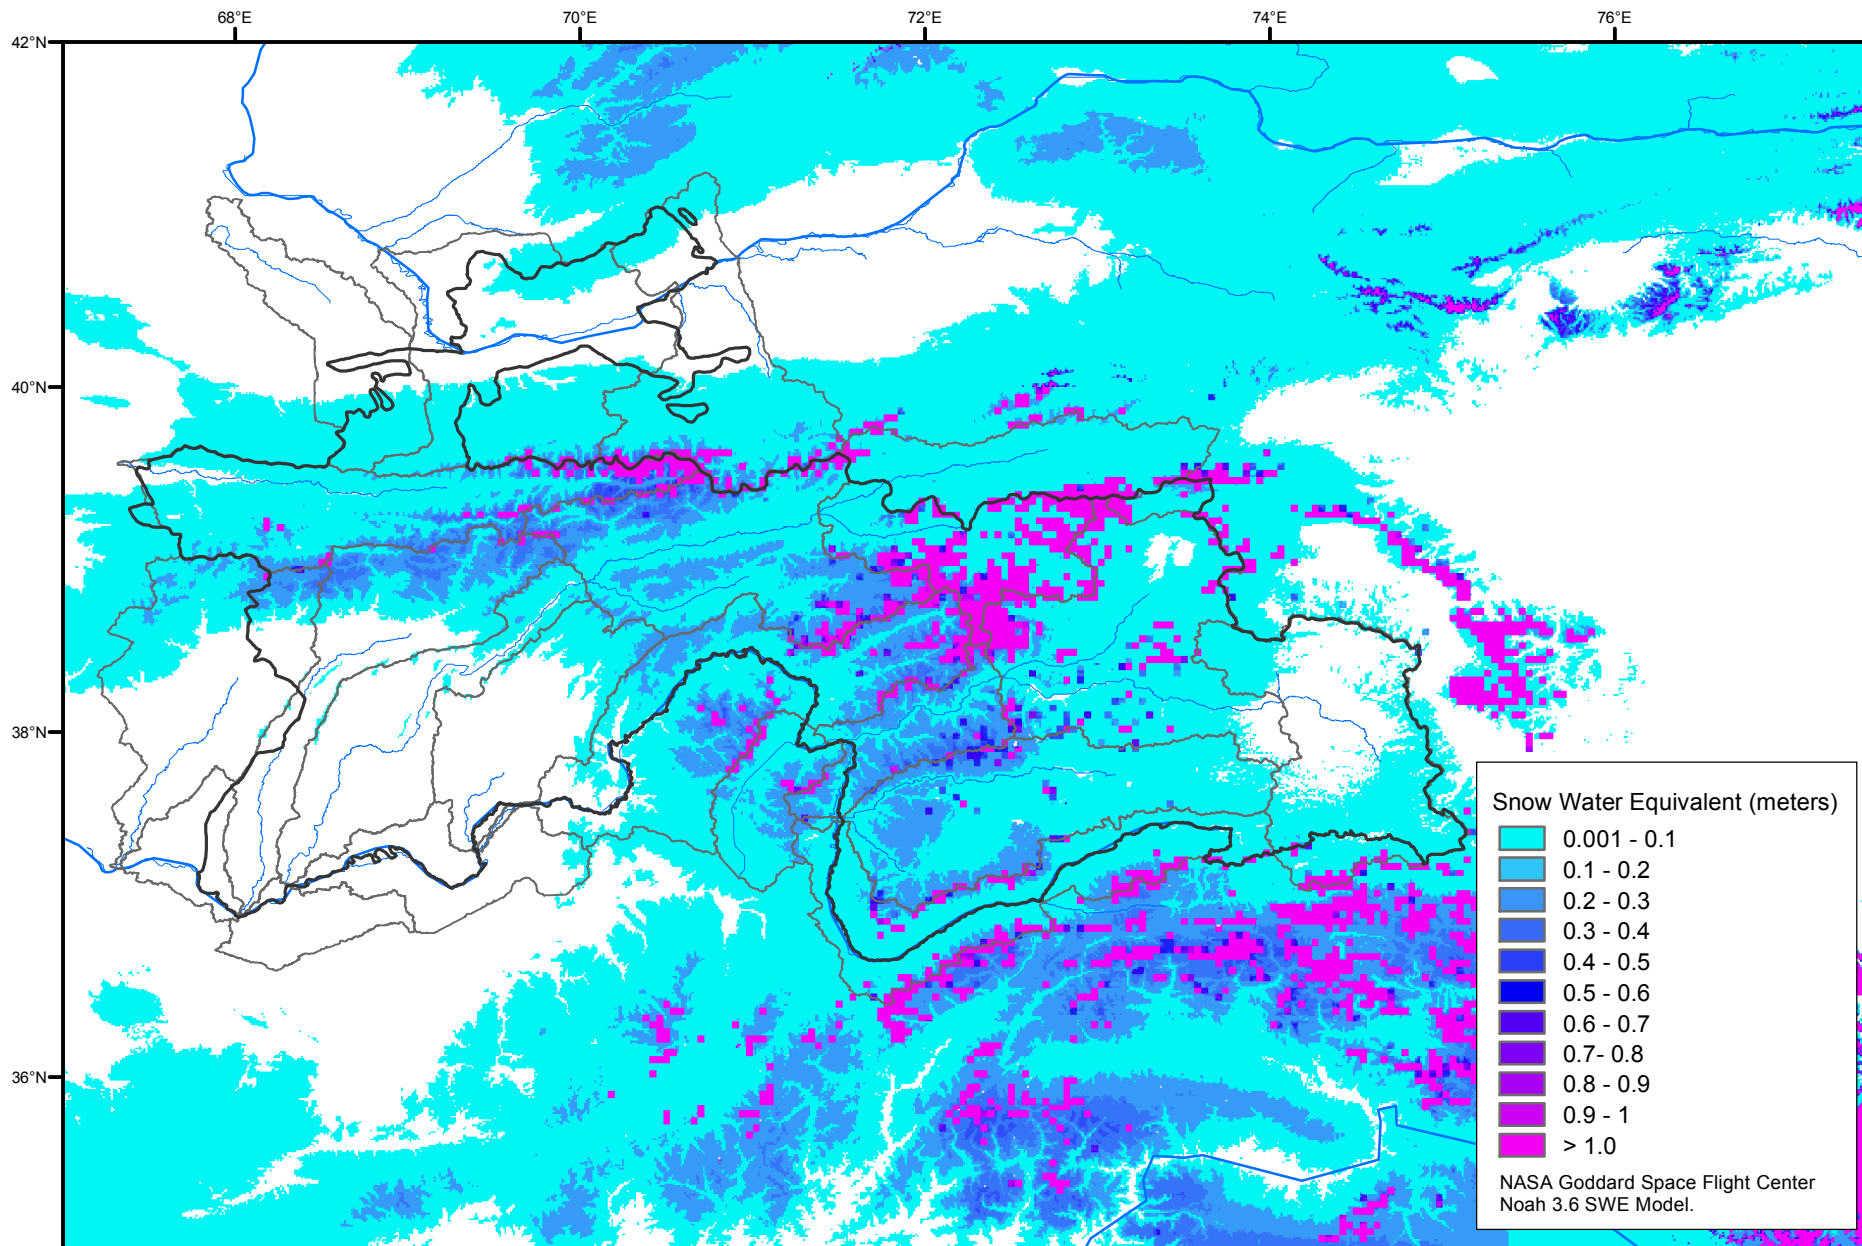 68°E
70°E
72°E
74°E
76°E
42°N
40°N
38°N
36°N
Snow Water Equivalent (meters)
0.001 - 0.1
0.1 - 0.2
0.2 - 0.3
0.3 - 0.4
0.4 - 0.5
0.5 - 0.6
0.6 - 0.7
0.7- 0.8
0.8 - 0.9
0.9 - 1
> 1.0
NASA Goddard Space Flight Center
Noah 3.6 SWE Model.